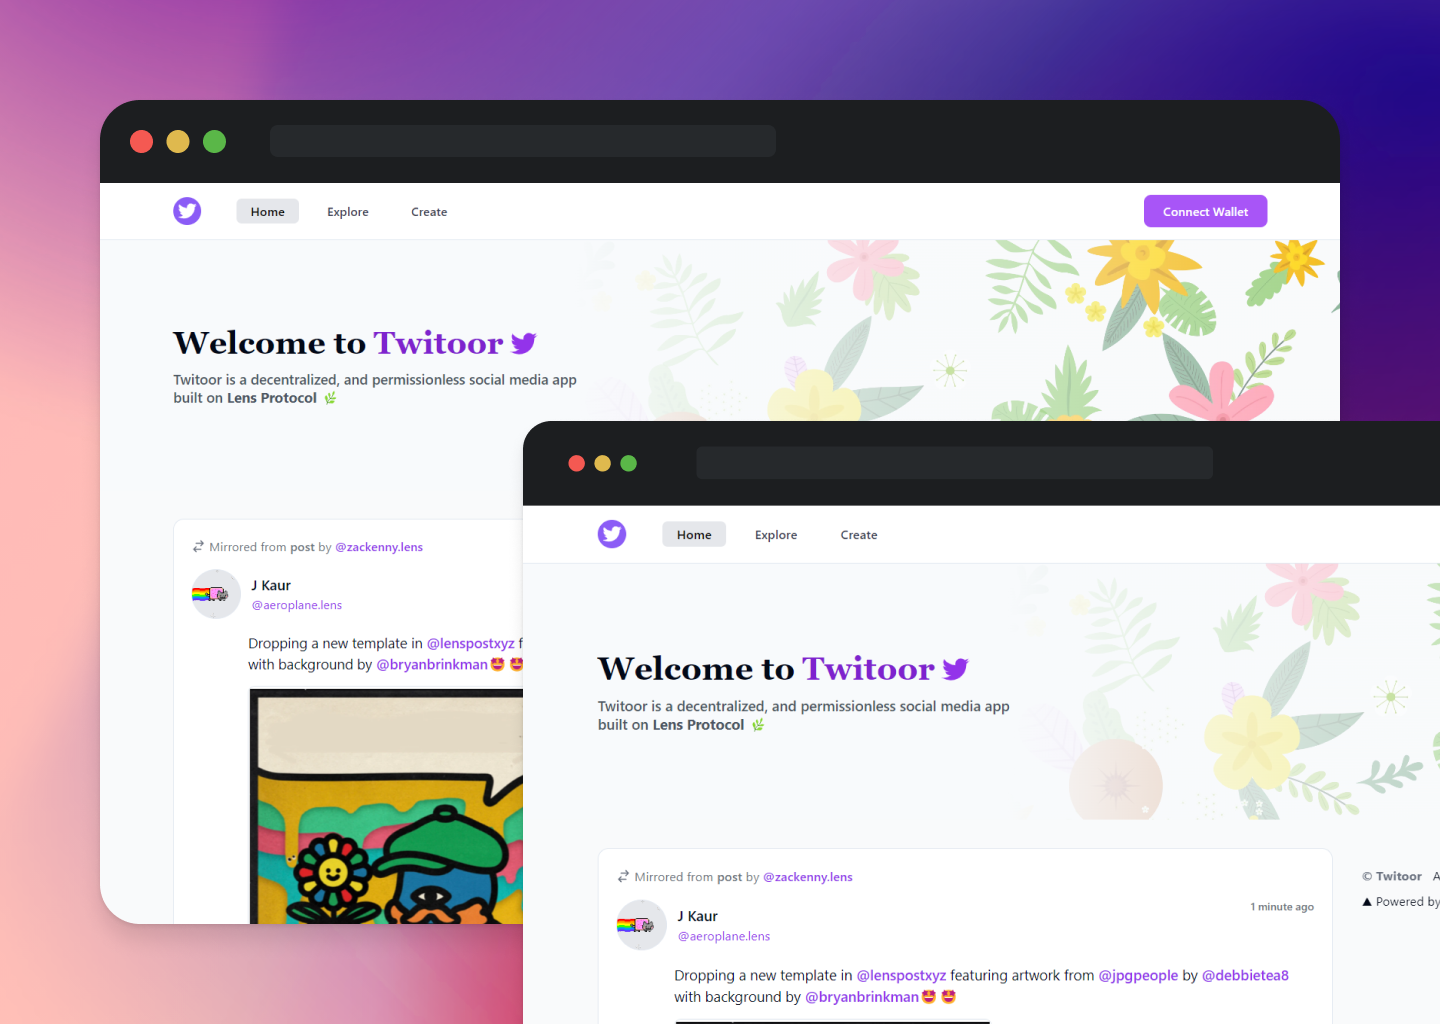 Home Explore Create Connect Wallet
Welcome to Twitoor
Twitoor is a decentralized, and permissionless social media app
built on Lens Protocol 🌿
Mirrored from post by @zackenny.lens
J Kaur
@aeroplane.lens
Dropping a new template in @lenspostxyz f
with background by @bryanbrinkman🤩 🤩
Home Explore Create
Welcome to Twitoor
Twitoor is a decentralized, and permissionless social media app
built on Lens Protocol 🌿
Mirrored from post by @zackenny.lens
J Kaur
1 minute ago
@aeroplane.lens
Dropping a new template in @lenspostxyz featuring artwork from @jpgpeople by @debbietea8
with background by @bryanbrinkman🤩 🤩
© Twitoor A
▲ Powered by